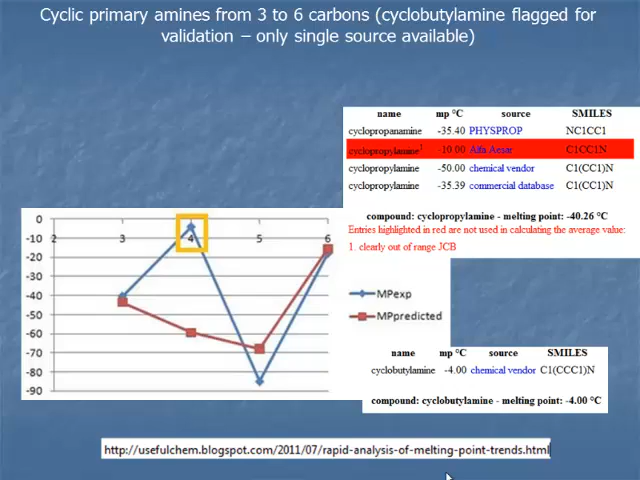 Cyclic primary amines from 3 to 6 carbons (cyclobutylamine flagged for
validation – only single source available)
name mp °C source SMILES
cyclopropanamine -35.40 PHYSPROP NC1CC1
cyclopropylamine1 -10.00 Alfa Aesar C1CC1N
cyclopropylamine -50.00 chemical vendor C1(CC1)N
cyclopropylamine -35.39 commercial database C1(CC1)N
compound: cyclopropylamine - melting point: -40.26 °C
Entries highlighted in red are not used in calculating the average value:
1. clearly out of range JCB
0
-10
-20
-30
-40
-50
-60
-70
-80
-90
2 3 4 5 6
MPexp
MPpredicted
name mp °C source SMILES
cyclobutylamine -4.00 chemical vendor C1(CCC1)N
compound: cyclobutylamine - melting point: -4.00 °C
http://usefulchem.blogspot.com/2011/07/rapid-analysis-of-melting-point-trends.html